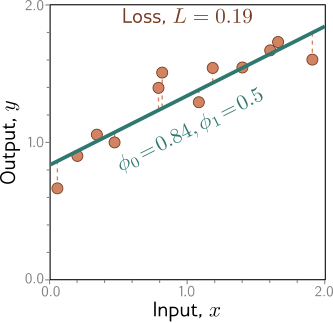 Loss, L = 0.19
2.0
Output, y
1.0
ϕ₀=0.84, ϕ₁=0.5
0.0
0.0 1.0 2.0
Input, x